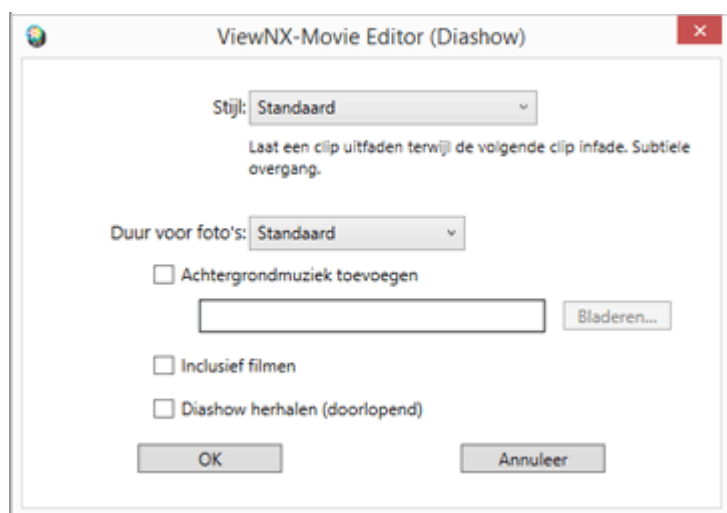 ViewNX-Movie Editor (Diashow)
Stijl: Standaard
Laat een clip uitfaden terwijl de volgende clip infade. Subtiele
overgang.
Duur voor foto's: Standaard
Achtergrondmuziek toevoegen
Bladeren...
Inclusief filmen
Diashow herhalen (doorlopend)
OK Annuleer